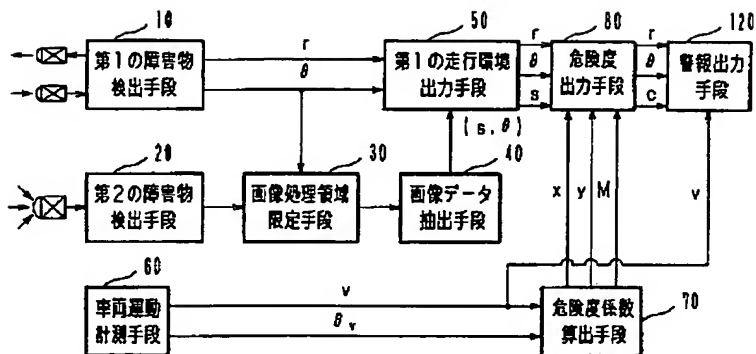 10
50
80
120
第1の障害物
検出手段
r
θ
第1の走行環境
出力手段
r
θ
s
危険度
出力手段
r
θ
c
警報出力
手段
(s,θ)
20
30
40
第2の障害物
検出手段
画像処理領域
限定手段
画像データ
抽出手段
x
y
M
v
60
車両運動
計測手段
v
θv
危険度係数
算出手段
70